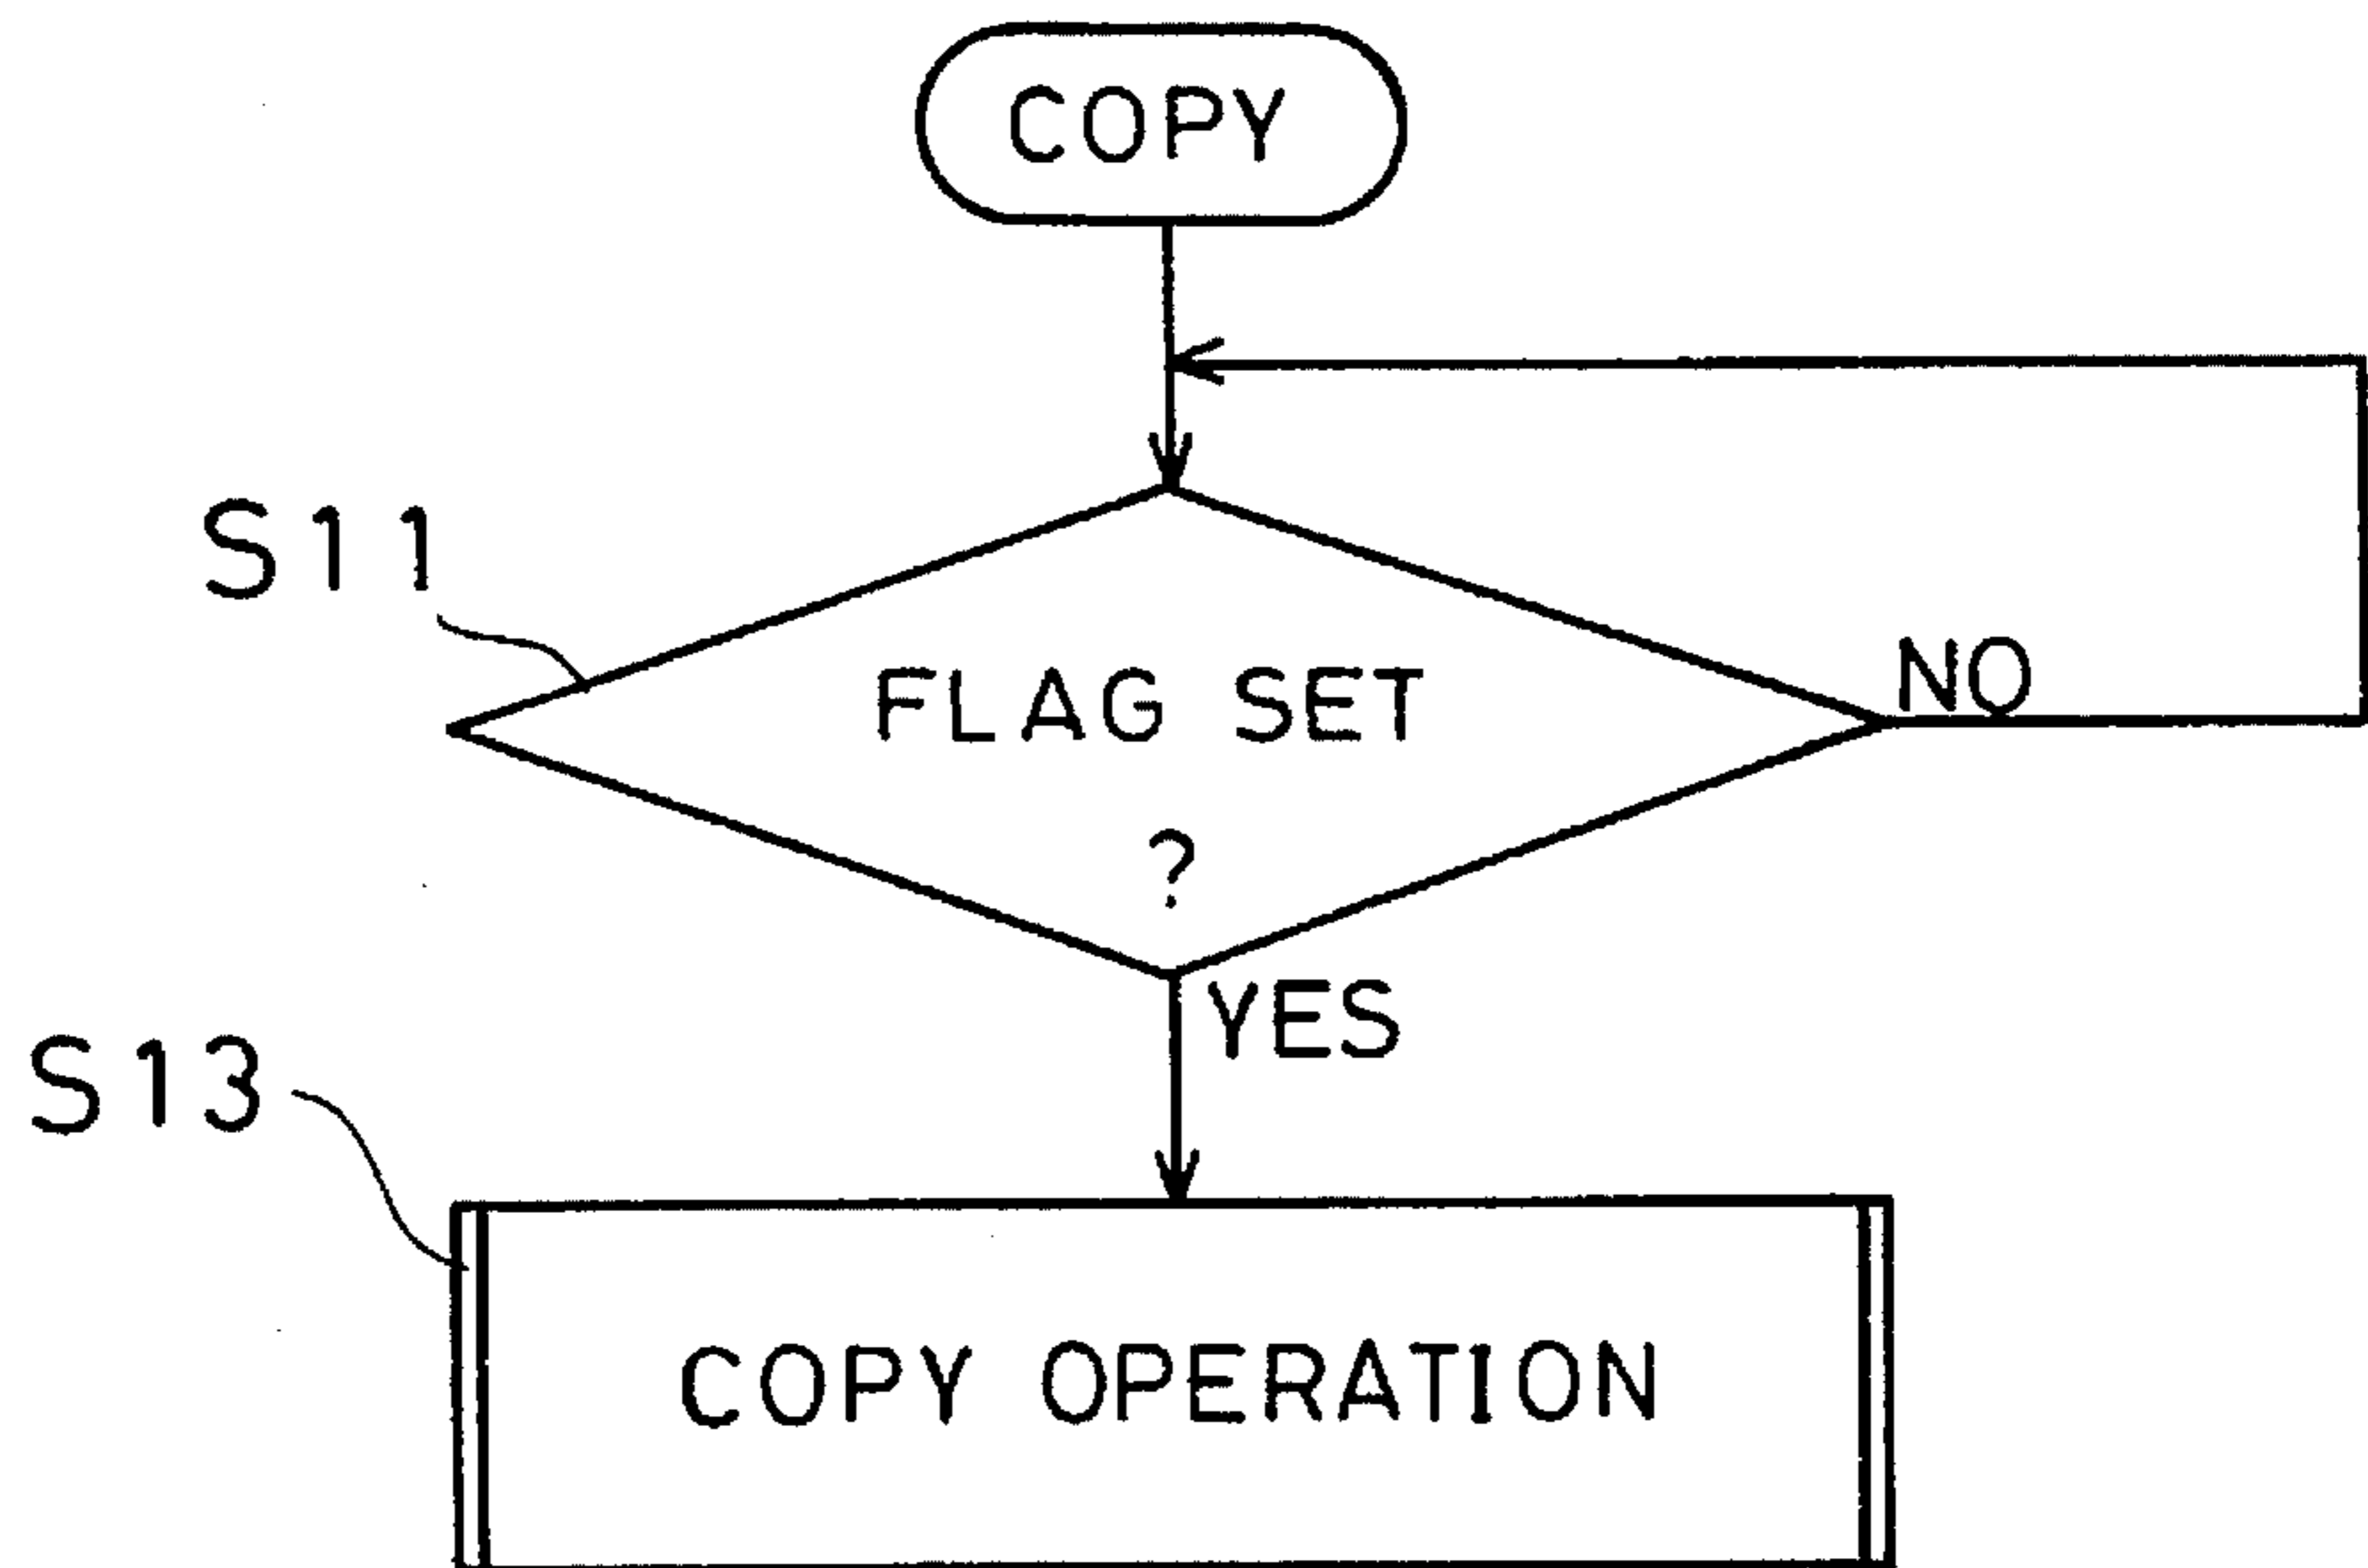 COPY
S11
FLAG SET
?
NO
YES
S13
COPY OPERATION